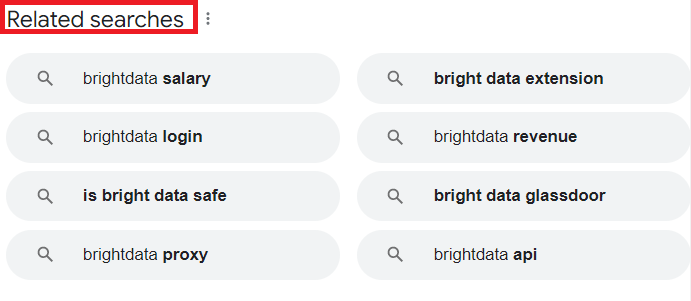 Related searches
brightdata salary
bright data extension
brightdata login
brightdata revenue
is bright data safe
bright data glassdoor
brightdata proxy
brightdata api